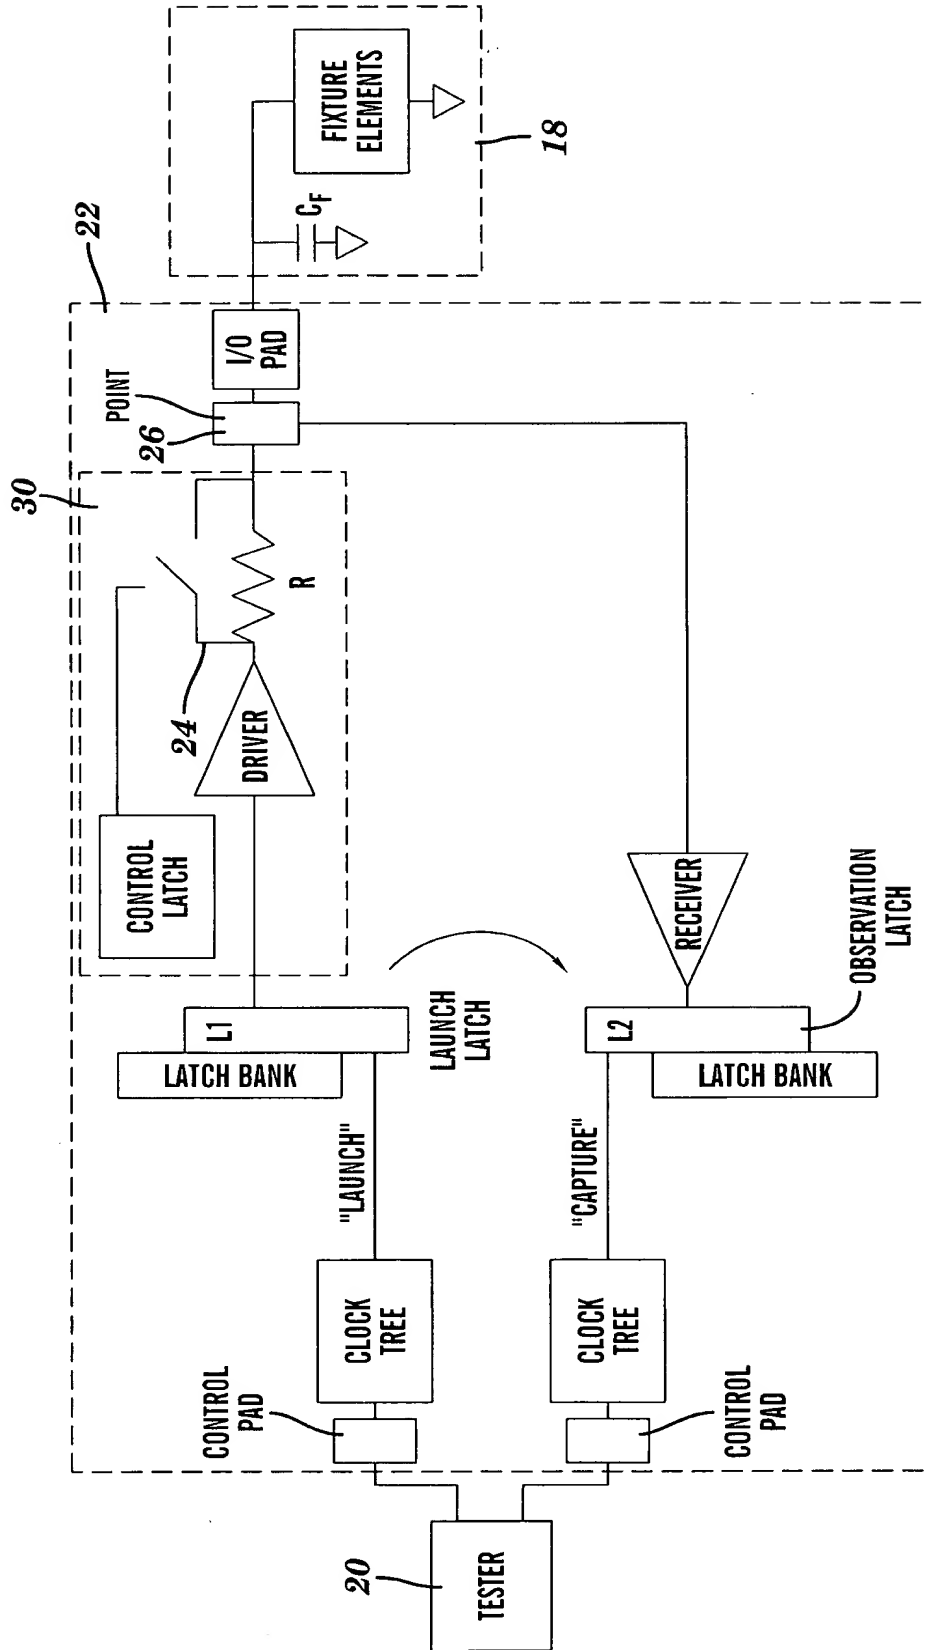 TESTER
20
CONTROL
PAD
CONTROL
PAD
CLOCK
TREE
CLOCK
TREE
"LAUNCH"
"CAPTURE"
LATCH BANK
L1
LAUNCH
LATCH
LATCH BANK
L2
OBSERVATION
LATCH
RECEIVER
CONTROL
LATCH
DRIVER
24
R
30
POINT
26
I/O
PAD
22
CF
FIXTURE
ELEMENTS
18